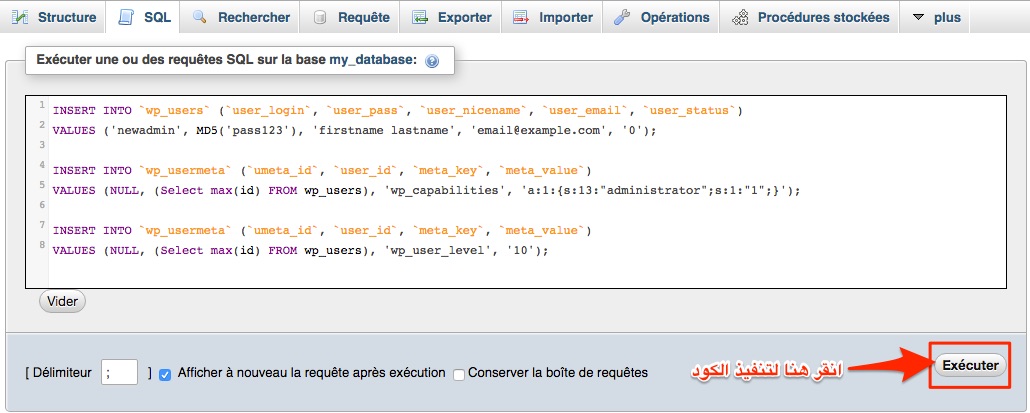 Structure SQL Rechercher Requête Exporter Importer Opérations Procédures stockées plus
Exécuter une ou des requêtes SQL sur la base my_database:
1 INSERT INTO `wp_users` (`user_login`, `user_pass`, `user_nicename`, `user_email`, `user_status`)
2 VALUES ('newadmin', MD5('pass123'), 'firstname lastname', 'email@example.com', '0');
3
4 INSERT INTO `wp_usermeta` (`umeta_id`, `user_id`, `meta_key`, `meta_value`)
5 VALUES (NULL, (Select max(id) FROM wp_users), 'wp_capabilities', 'a:1:{s:13:"administrator";s:1:"1";}');
6
7 INSERT INTO `wp_usermeta` (`umeta_id`, `user_id`, `meta_key`, `meta_value`)
8 VALUES (NULL, (Select max(id) FROM wp_users), 'wp_user_level', '10');
Vider
[ Délimiteur ; ] Afficher à nouveau la requête après exécution Conserver la boîte de requêtes
انقر هنا لتنفيذ الكود
Exécuter